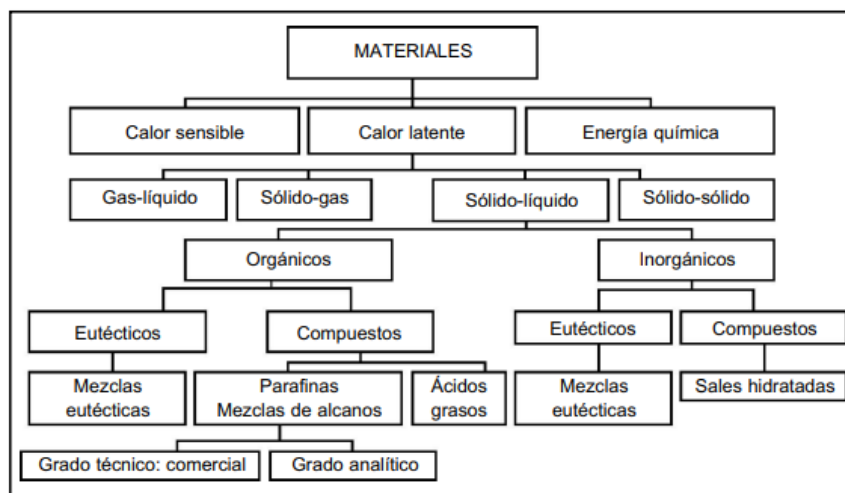 MATERIALES
Calor sensible
Calor latente
Energía química
Gas-líquido
Sólido-gas
Sólido-líquido
Sólido-sólido
Orgánicos
Inorgánicos
Eutécticos
Compuestos
Eutécticos
Compuestos
Mezclas
eutécticas
Parafinas
Mezclas de alcanos
Ácidos
grasos
Mezclas
eutécticas
Sales hidratadas
Grado técnico: comercial
Grado analítico